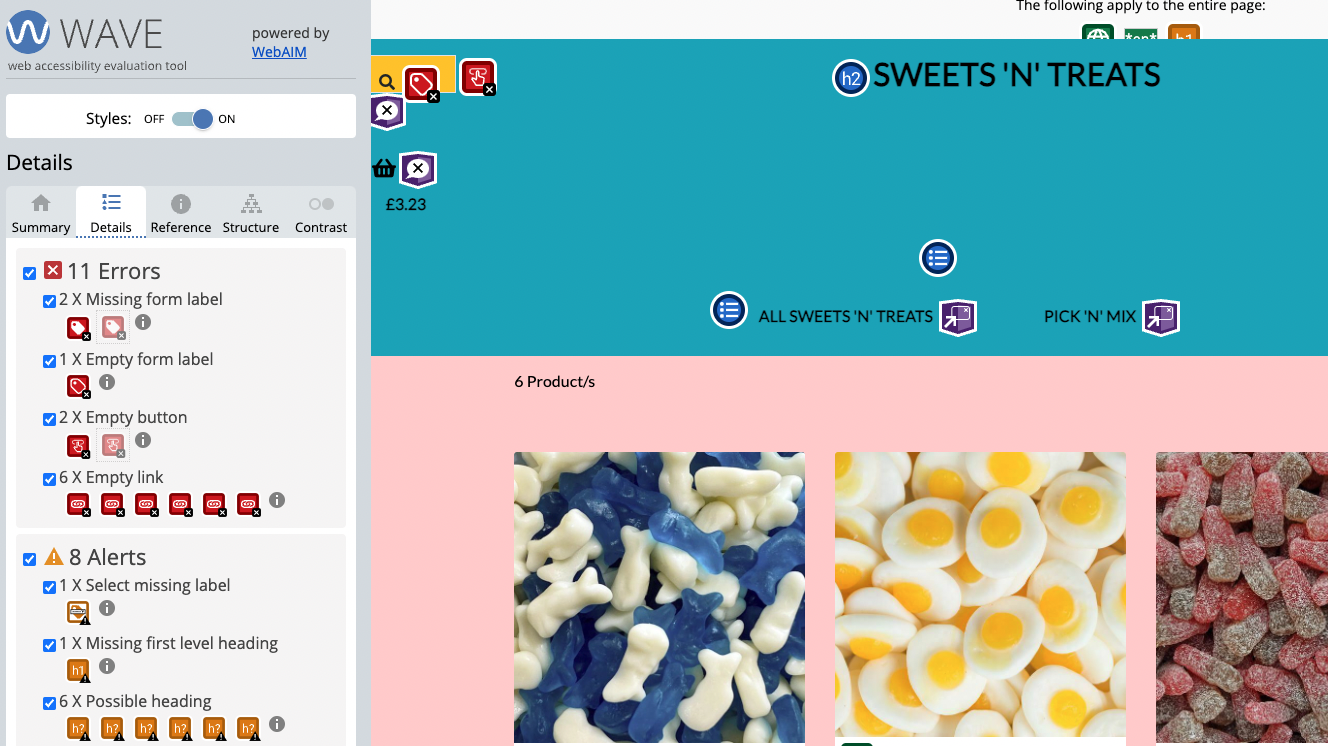 WAVE
powered by
WebAIM
web accessibility evaluation tool
Styles: OFF ON
Details
Summary Details Reference Structure Contrast
11 Errors
2 X Missing form label
1 X Empty form label
2 X Empty button
6 X Empty link
8 Alerts
1 X Select missing label
1 X Missing first level heading
h1
6 X Possible heading
h? h? h? h? h? h?
The following apply to the entire page:
h2 SWEETS 'N' TREATS
£3.23
ALL SWEETS 'N' TREATS
PICK 'N' MIX
6 Product/s